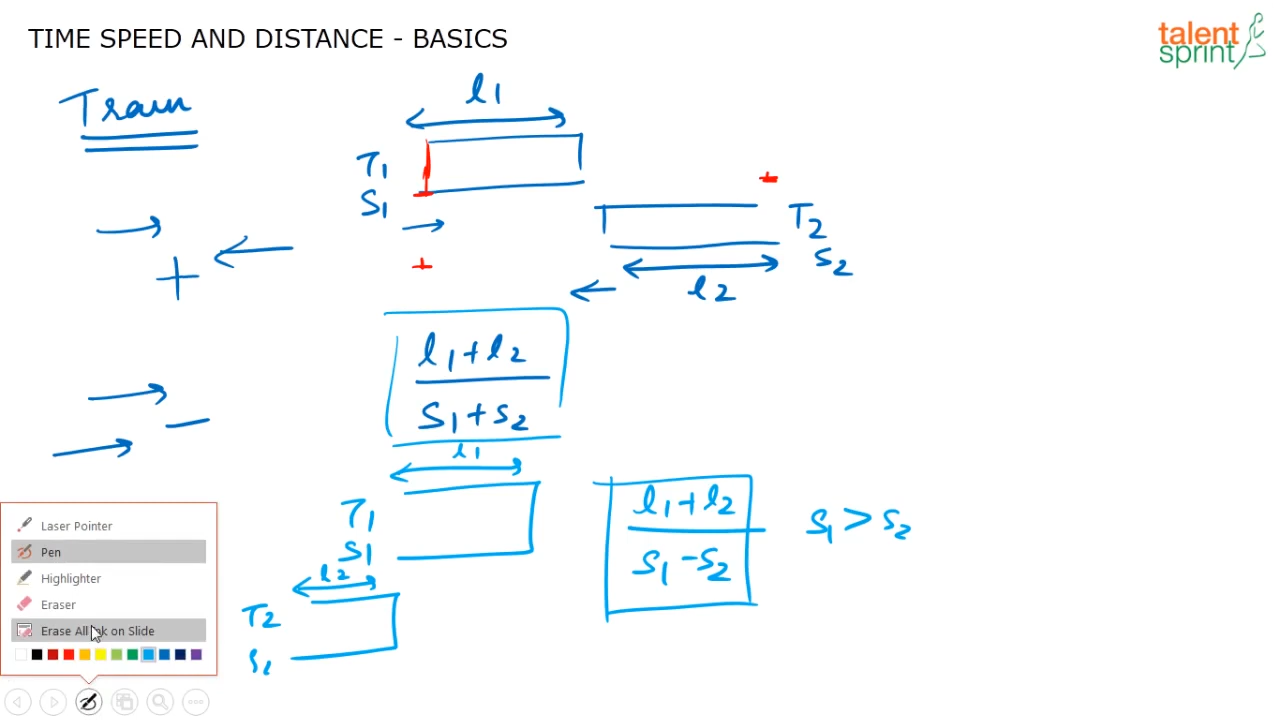 TIME SPEED AND DISTANCE - BASICS
talent
sprint
Train
l1
T1
S1
T2
S2
l2
+
l1+l2
S1+S2
-
l1
T1
S1
l2
T2
S1
l1+l2
S1-S2
S1>S2
Laser Pointer
Pen
Highlighter
Eraser
Erase All Ink on Slide